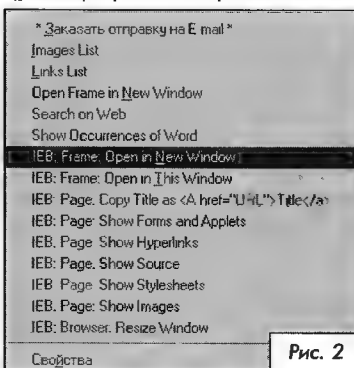 * Заказать отправку на E mail *
Images List
Links List
Open Frame in New Window
Search on Web
Show Occurrences of Word
IEB: Frame: Open in New Window
IEB: Frame: Open in This Window
IEB: Page. Copy Title as <A href="URL">Title</a>
IEB: Page: Show Forms and Applets
IEB. Page: Show Hyperlinks
IEB: Page. Show Source
IEB Page Show Stylesheets
IEB. Page: Show Images
IEB: Browser. Resize Window
Свойства
Рис. 2